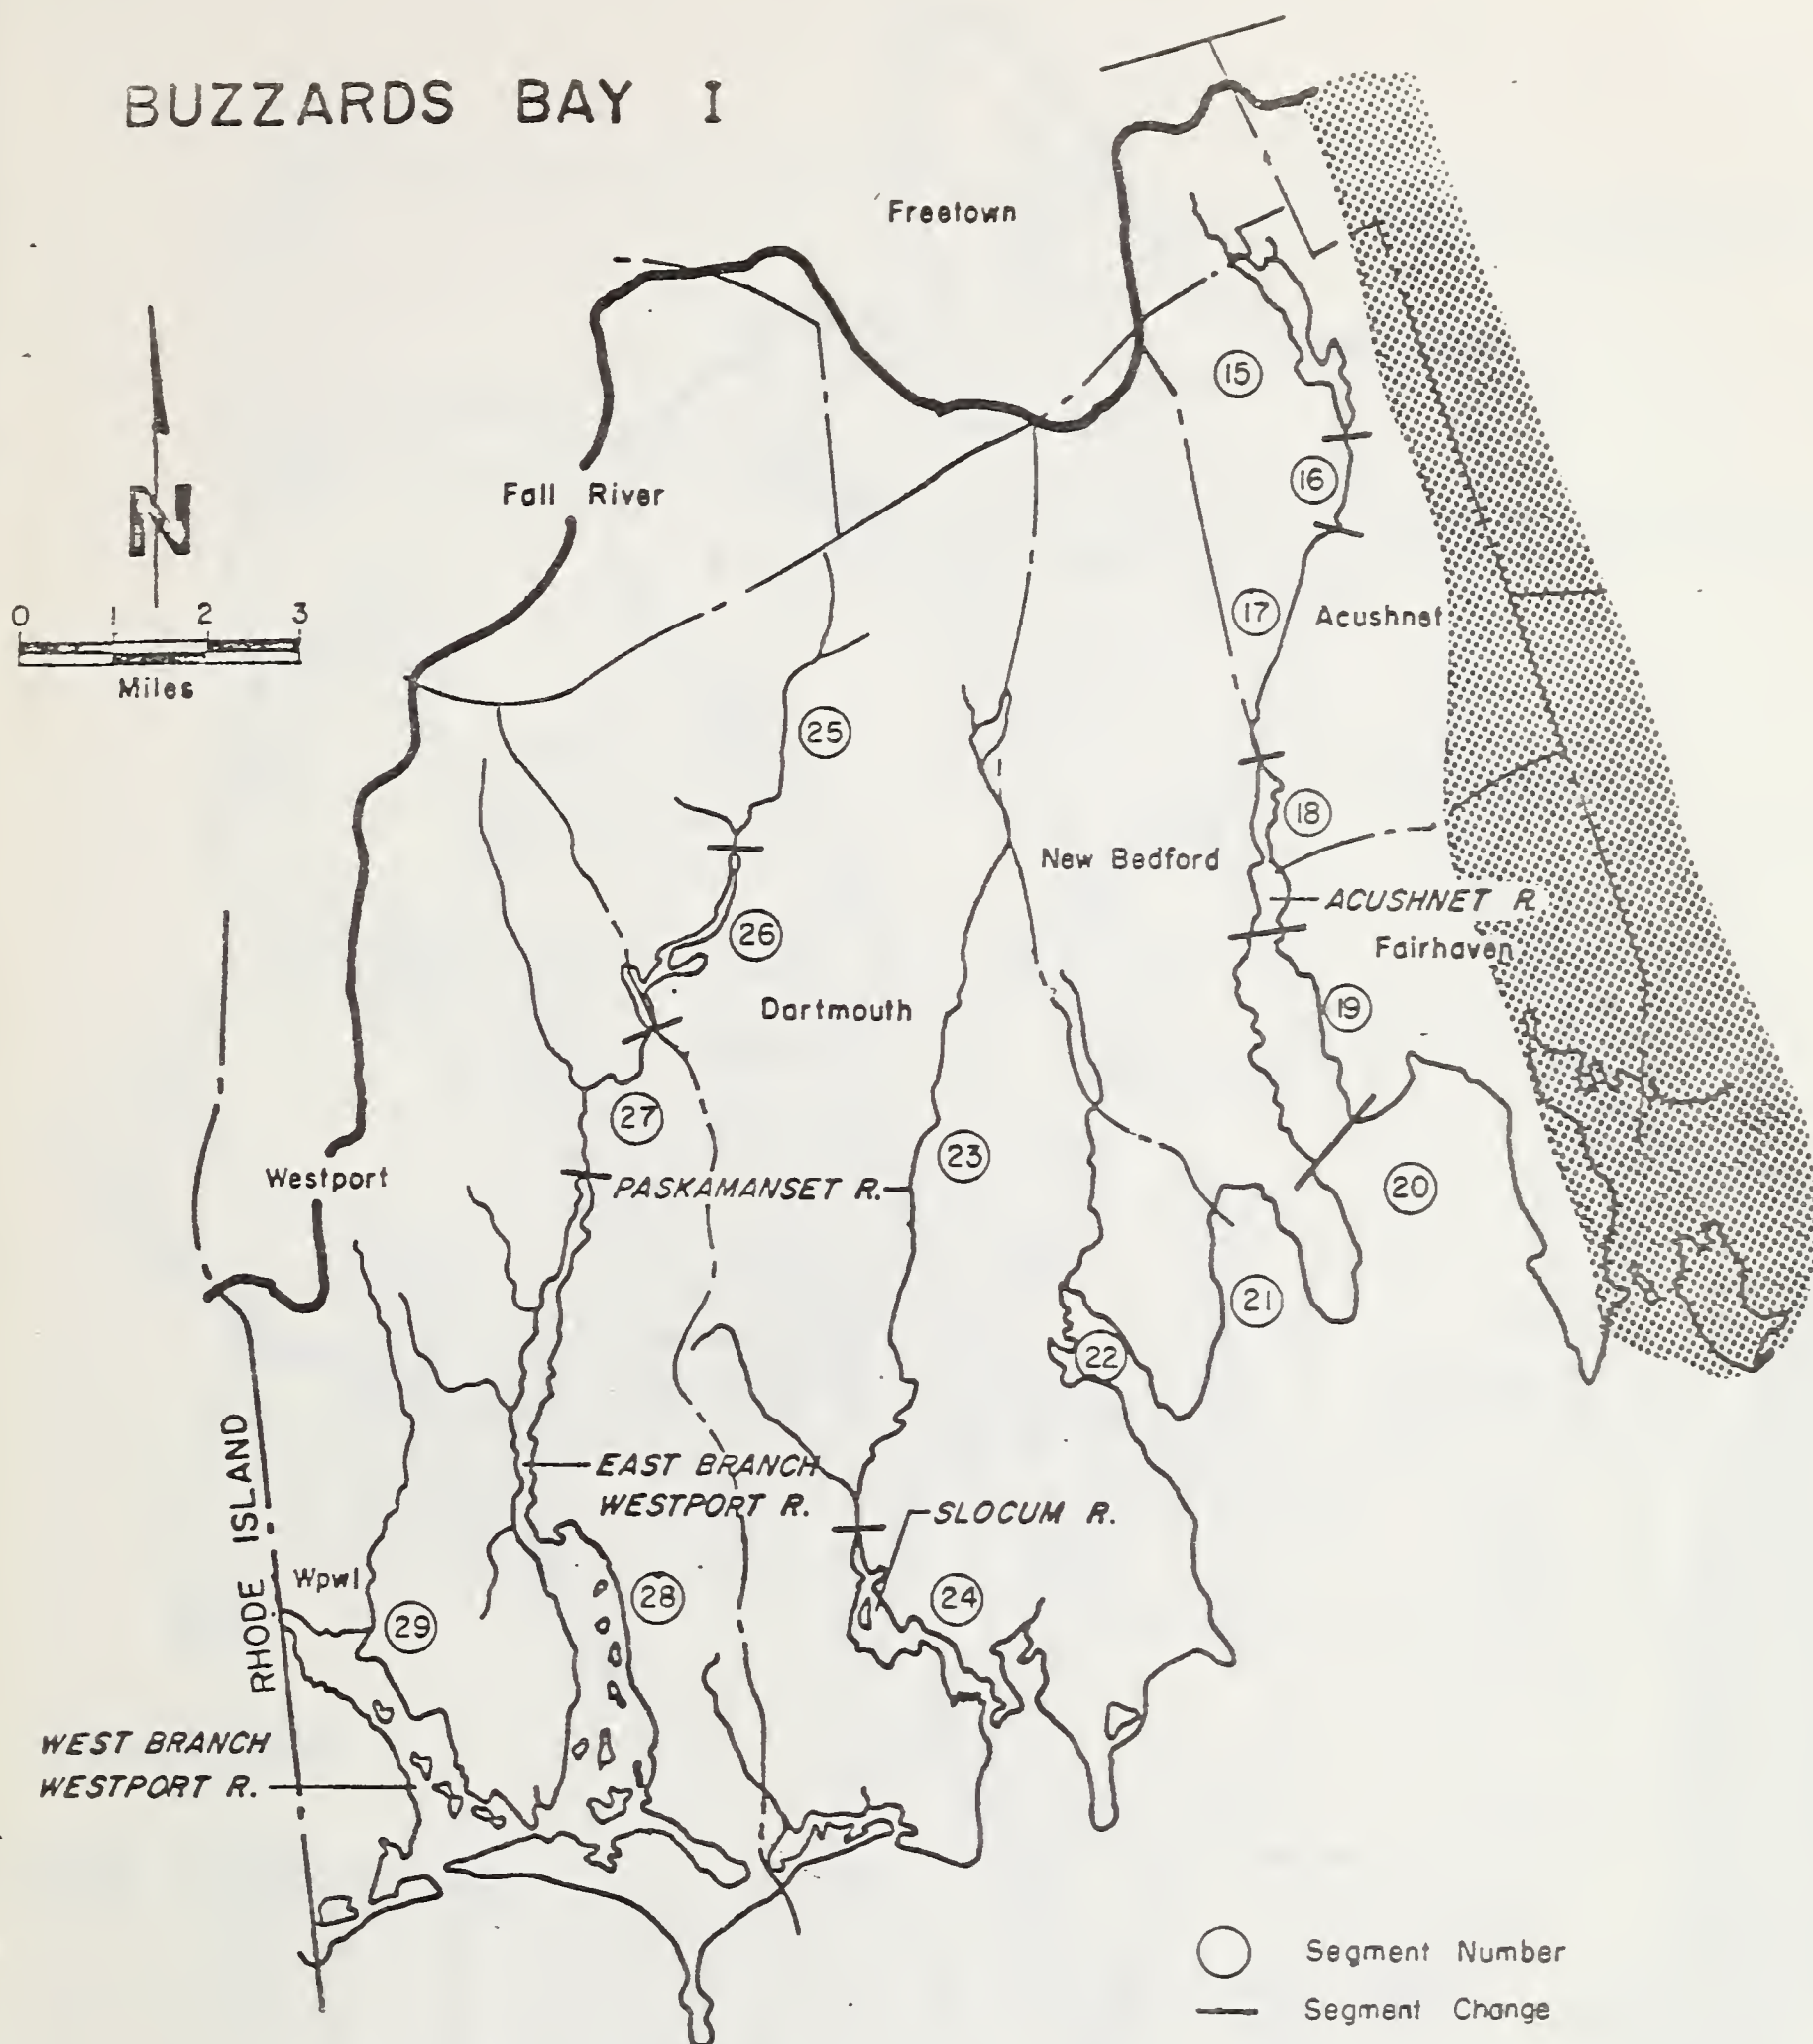 BUZZARDS BAY I
Freetown
15
16
Fall River
N
0 1 2 3
Miles
17
Acushnet
25
18
New Bedford
ACUSHNET R.
26
Fairhaven
Dartmouth
19
27
23
Westport
PASKAMANSET R.
20
21
22
RHODE ISLAND
EAST BRANCH
WESTPORT R.
SLOCUM R.
Wpwl
28
24
29
WEST BRANCH
WESTPORT R.
Segment Number
Segment Change